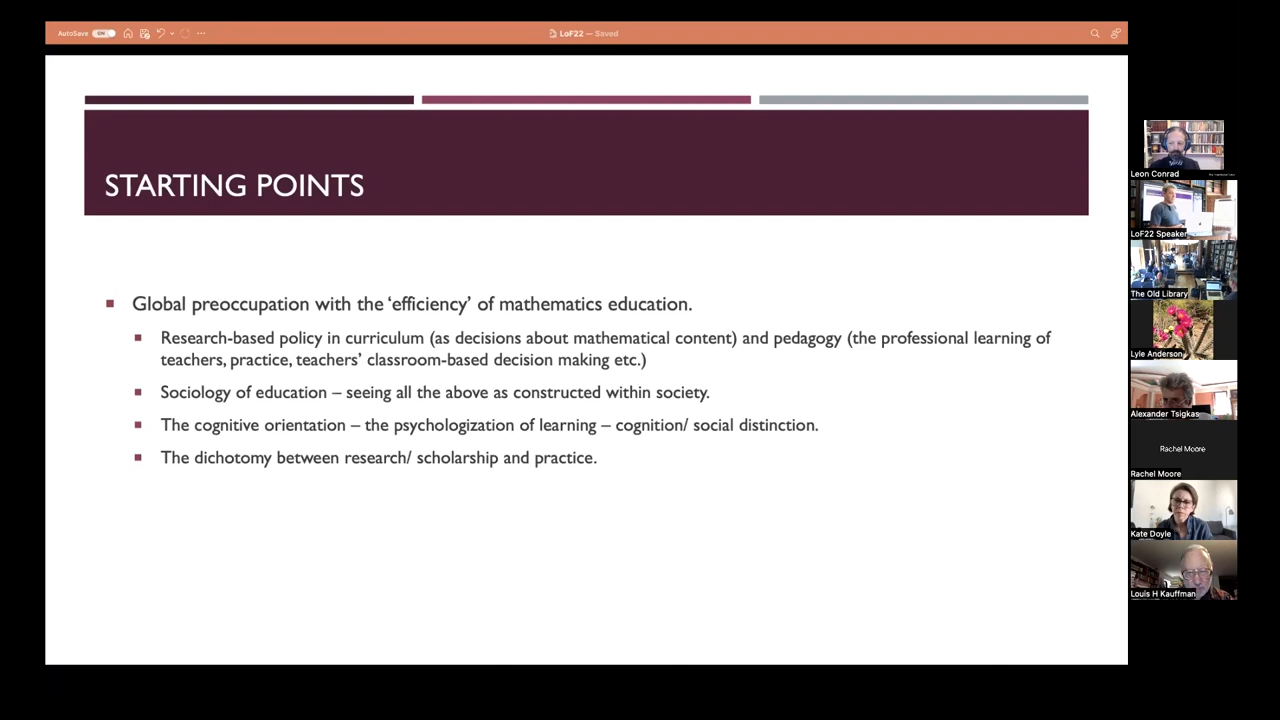 AutoSave ON
LoF22 — Saved
STARTING POINTS
Global preoccupation with the ‘efficiency’ of mathematics education.
Research-based policy in curriculum (as decisions about mathematical content) and pedagogy (the professional learning of
teachers, practice, teachers’ classroom-based decision making etc.)
Sociology of education – seeing all the above as constructed within society.
The cognitive orientation – the psychologization of learning – cognition/ social distinction.
The dichotomy between research/ scholarship and practice.
Leon Conrad
LoF22 Speaker
The Old Library
Lyle Anderson
Alexander Tsigkas
Rachel Moore
Rachel Moore
Kate Doyle
Louis H Kauffman